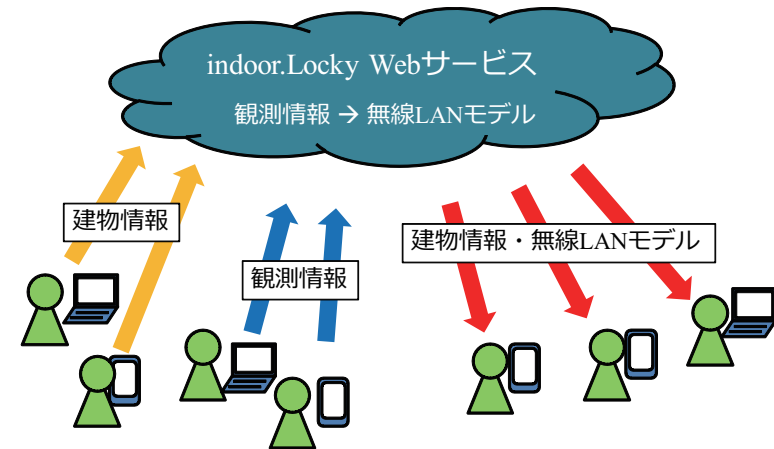 indoor.Locky Webサービス
観測情報 → 無線LANモデル
建物情報
建物情報・無線LANモデル
観測情報